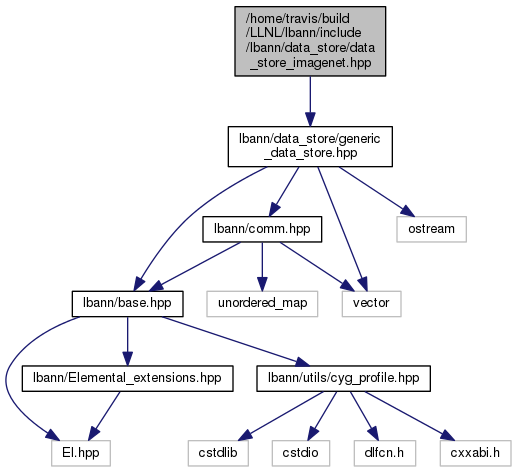 /home/travis/build
/LLNL/lbann/include
/lbann/data_store/data
_store_imagenet.hpp
lbann/data_store/generic
_data_store.hpp
lbann/comm.hpp
ostream
lbann/base.hpp
unordered_map
vector
lbann/Elemental_extensions.hpp
lbann/utils/cyg_profile.hpp
El.hpp
cstdlib
cstdio
dlfcn.h
cxxabi.h